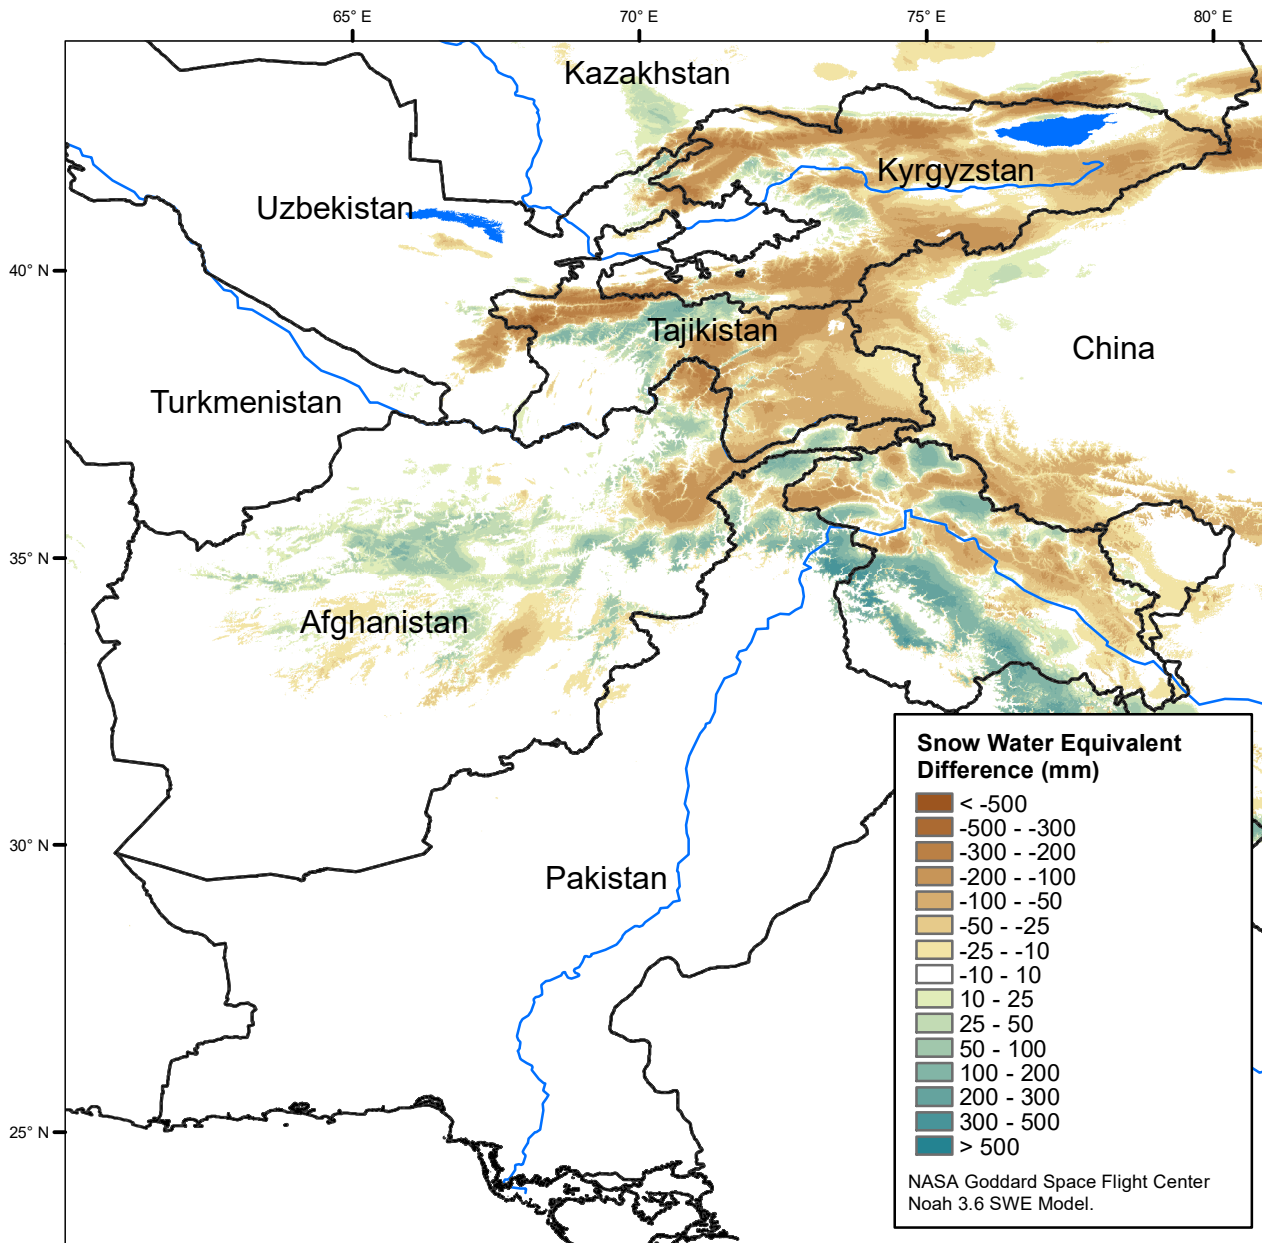 65° E
70° E
75° E
80° E
Kazakhstan
Kyrgyzstan
Uzbekistan
40° N
Tajikistan
China
Turkmenistan
35° N
Afghanistan
Snow Water Equivalent
Difference (mm)
< -500
-500 - -300
-300 - -200
-200 - -100
-100 - -50
-50 - -25
-25 - -10
-10 - 10
10 - 25
25 - 50
50 - 100
100 - 200
200 - 300
300 - 500
> 500
NASA Goddard Space Flight Center
Noah 3.6 SWE Model.
30° N
Pakistan
25° N